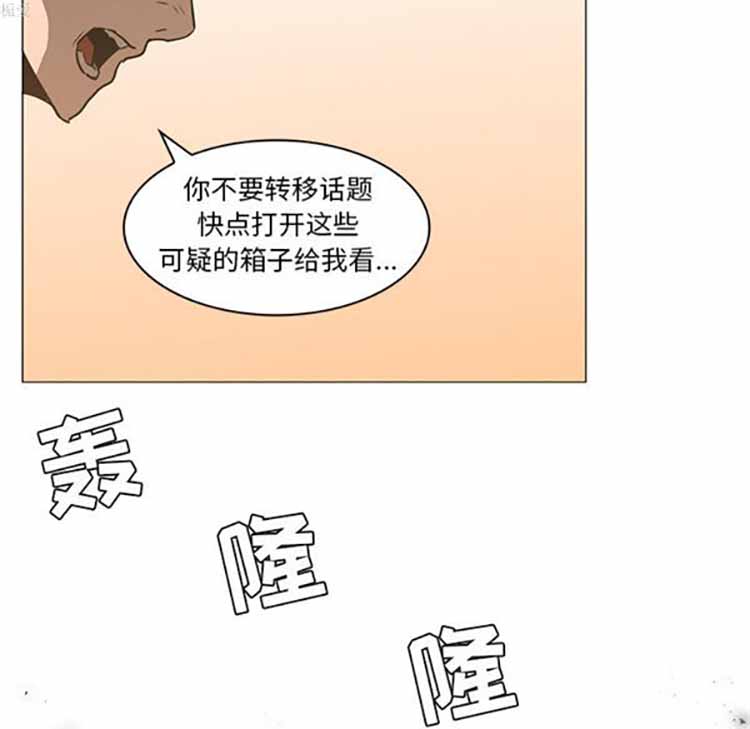 你不要转移话题
快点打开这些
可疑的箱子给我看...
轰
隆
隆